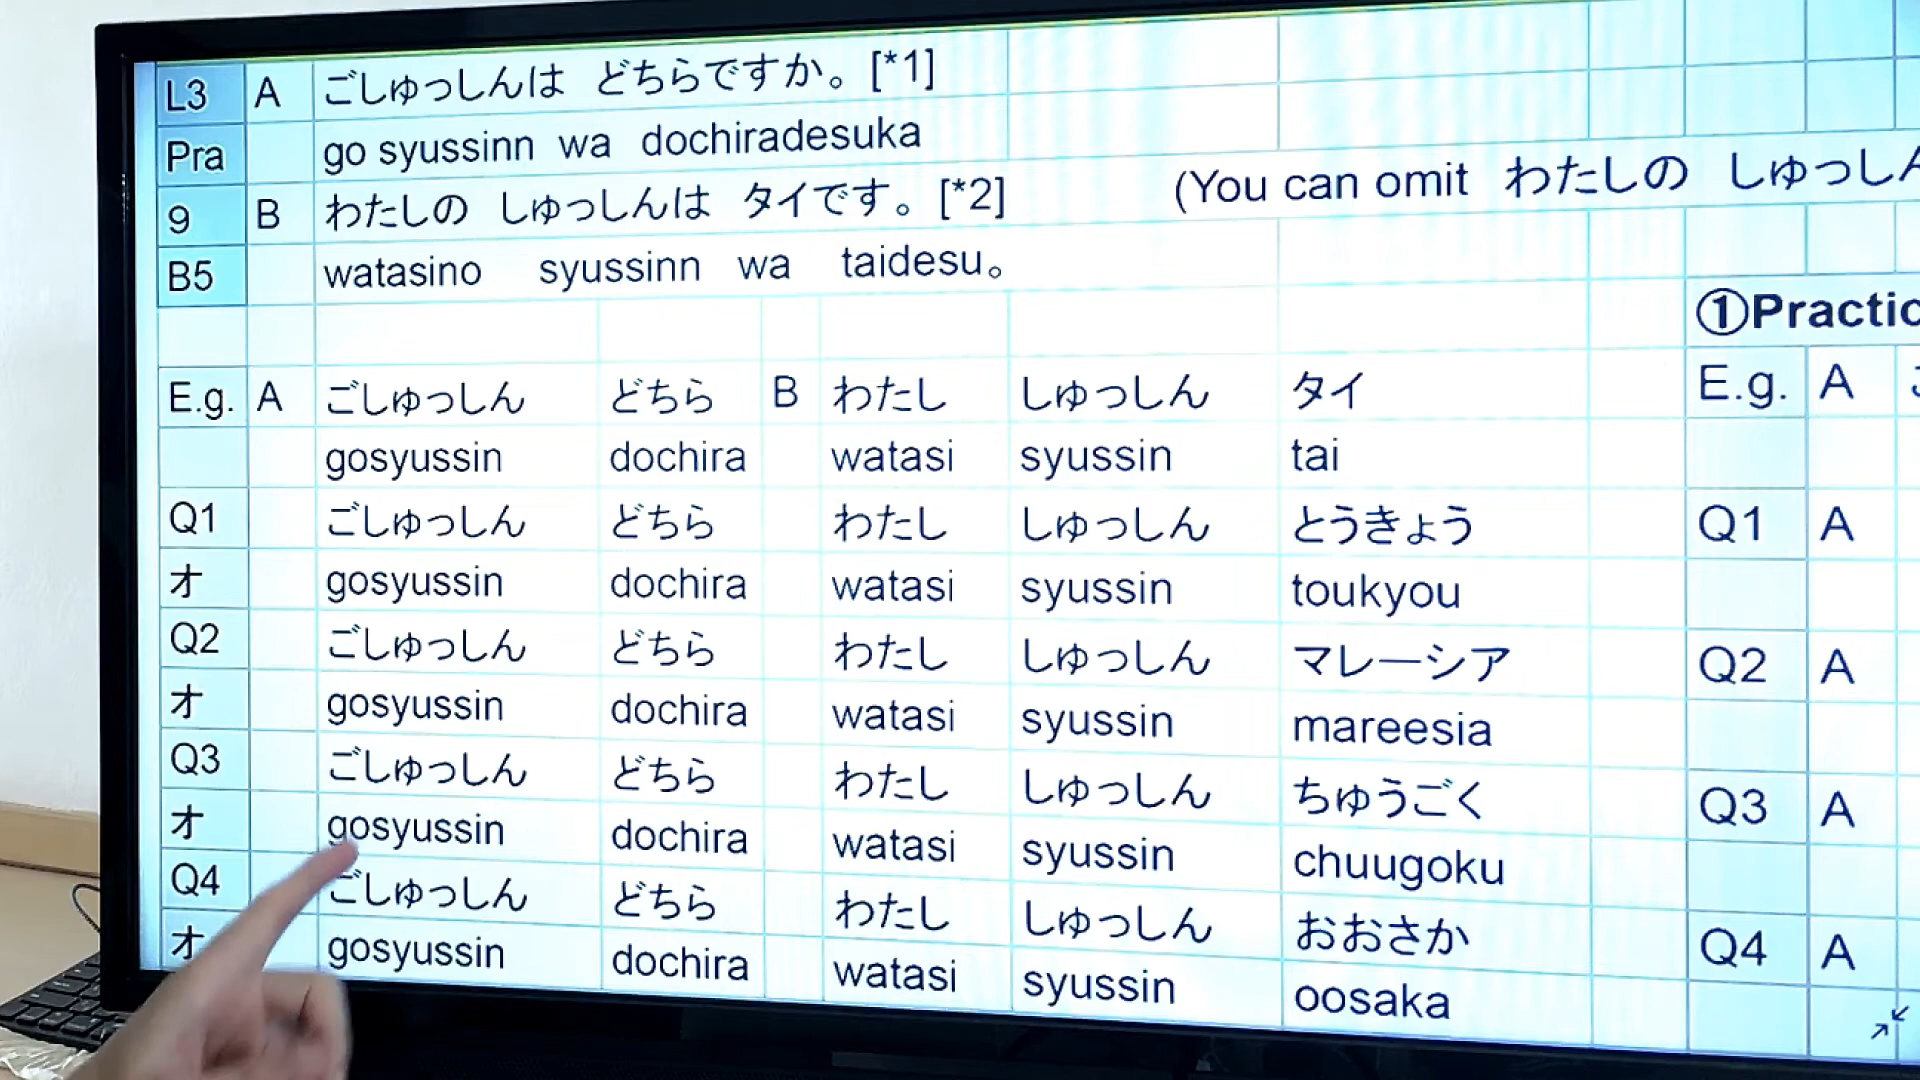 L3 A ごしゅっしんは どちらですか。[*1]
Pra go syussinn wa dochiradesuka
9 B わたしの しゅっしんは タイです。[*2] (You can omit わたしの しゅっし
B5 watasino syussinn wa taidesu。
①Practic
E.g. A ごしゅっしん どちら B わたし しゅっしん タイ E.g. A
gosyussin dochira watasi syussin tai
Q1 ごしゅっしん どちら わたし しゅっしん とうきょう Q1 A
オ gosyussin dochira watasi syussin toukyou
Q2 ごしゅっしん どちら わたし しゅっしん マレーシア Q2 A
オ gosyussin dochira watasi syussin mareesia
Q3 ごしゅっしん どちら わたし しゅっしん ちゅうごく Q3 A
オ gosyussin dochira watasi syussin chuugoku
Q4 ごしゅっしん どちら わたし しゅっしん おおさか Q4 A
オ gosyussin dochira watasi syussin oosaka